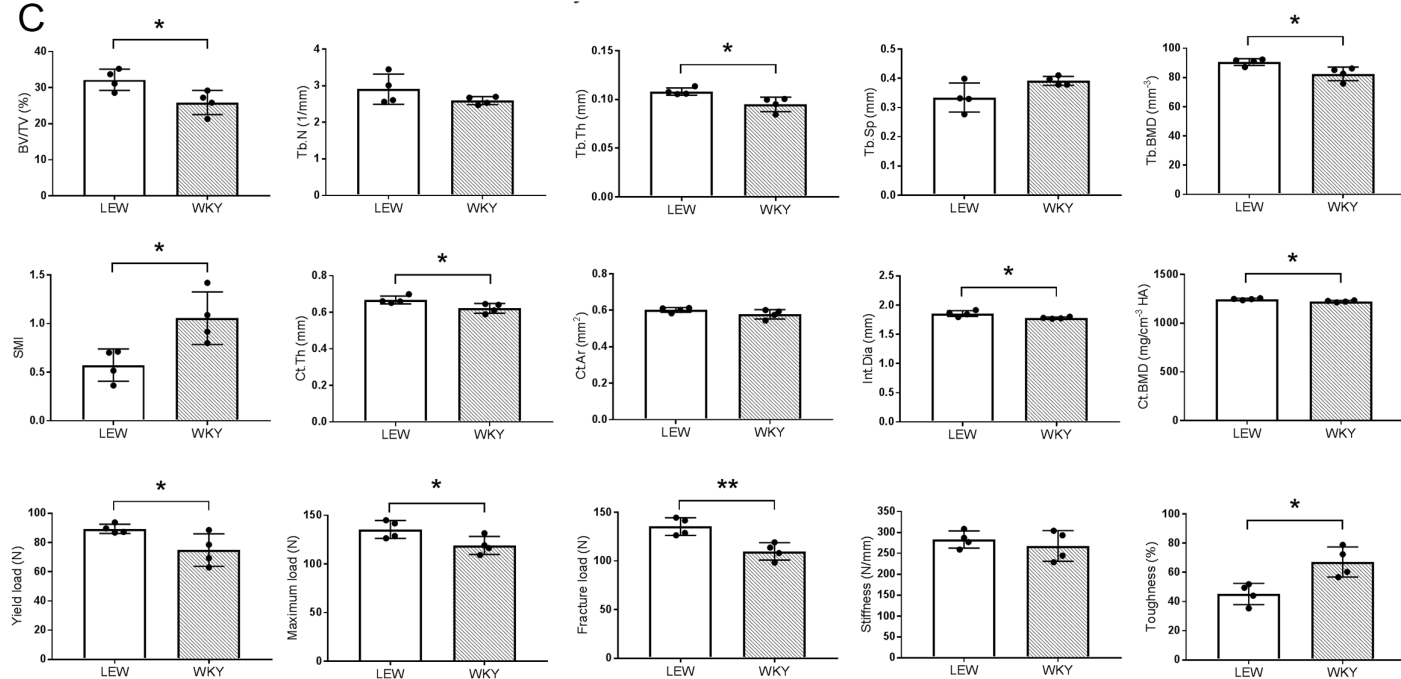 C
*
BV/TV (%)
40
30
20
10
0
LEW WKY
Tb.N (1/mm)
4
3
2
1
0
LEW WKY
*
Tb.Th (mm)
0.15
0.10
0.05
0.00
LEW WKY
Tb.Sp (mm)
0.5
0.4
0.3
0.2
0.1
0.0
LEW WKY
*
Tb.BMD (mm-3)
100
80
60
40
20
0
LEW WKY
*
SMI
1.5
1.0
0.5
0.0
LEW WKY
*
Ct.Th (mm)
0.8
0.6
0.4
0.2
0.0
LEW WKY
Ct.Ar (mm2)
0.8
0.6
0.4
0.2
0.0
LEW WKY
*
Int.Dia (mm)
2.5
2.0
1.5
1.0
0.5
0.0
LEW WKY
*
Ct.BMD (mg/cm-3 HA)
1500
1000
500
0
LEW WKY
*
Yield load (N)
100
80
60
40
20
0
LEW WKY
*
Maximum load (N)
150
100
50
0
LEW WKY
**
Fracture load (N)
150
100
50
0
LEW WKY
Stiffness (N/mm)
350
300
250
200
150
100
50
0
LEW WKY
*
Toughness (%)
100
80
60
40
20
0
LEW WKY